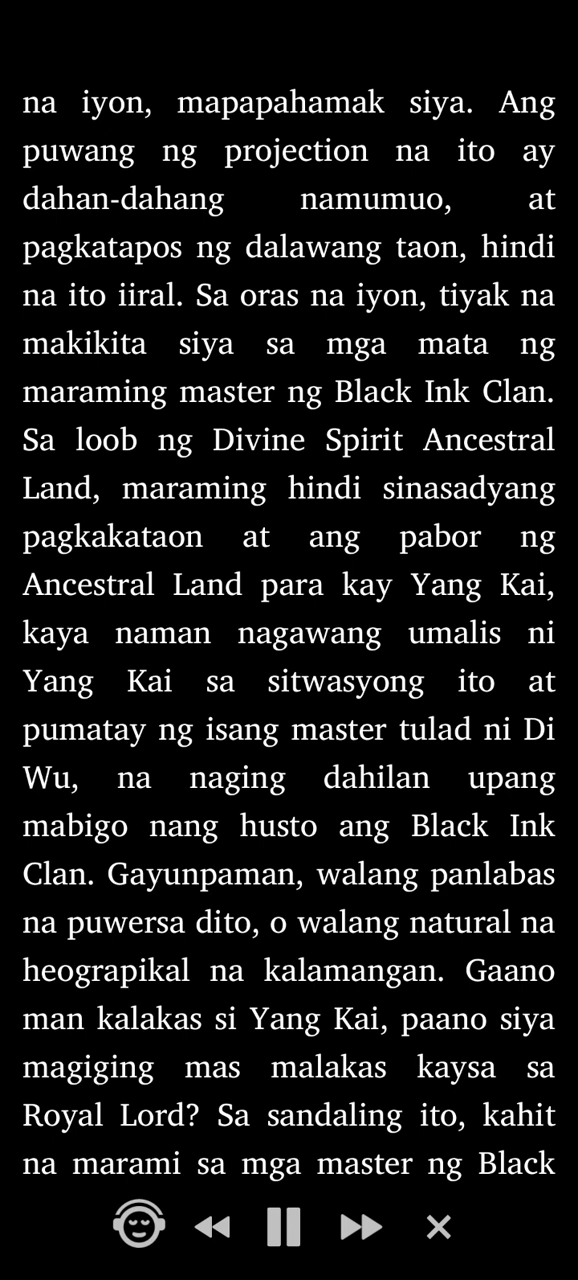 na iyon, mapapahamak siya. Ang
puwang ng projection na ito ay
dahan-dahang namumuo, at
pagkatapos ng dalawang taon, hindi
na ito iiral. Sa oras na iyon, tiyak na
makikita siya sa mga mata ng
maraming master ng Black Ink Clan.
Sa loob ng Divine Spirit Ancestral
Land, maraming hindi sinasadyang
pagkakataon at ang pabor ng
Ancestral Land para kay Yang Kai,
kaya naman nagawang umalis ni
Yang Kai sa sitwasyong ito at
pumatay ng isang master tulad ni Di
Wu, na naging dahilan upang
mabigo nang husto ang Black Ink
Clan. Gayunpaman, walang panlabas
na puwersa dito, o walang natural na
heograpikal na kalamangan. Gaano
man kalakas si Yang Kai, paano siya
magiging mas malakas kaysa sa
Royal Lord? Sa sandaling ito, kahit
na marami sa mga master ng Black